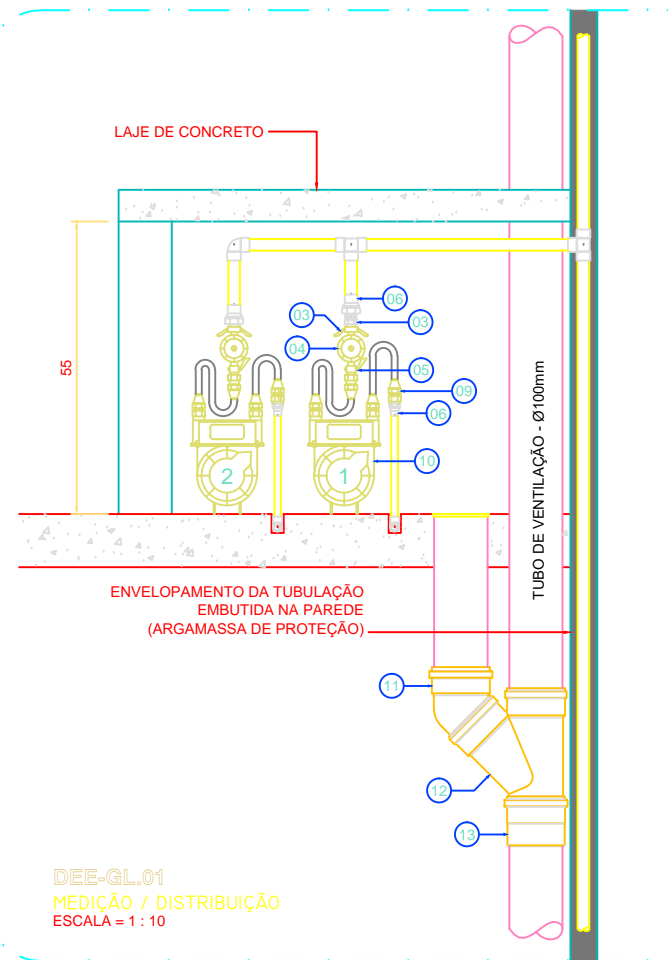 LAJE DE CONCRETO
06
03
03
04
05
55
09
06
TUBO DE VENTILAÇÃO - Ø100mm
10
2
1
ENVELOPAMENTO DA TUBULAÇÃO
EMBUTIDA NA PAREDE
(ARGAMASSA DE PROTEÇÃO)
11
12
13
DEE-GL.01
MEDIÇÃO / DISTRIBUIÇÃO
ESCALA = 1 : 10